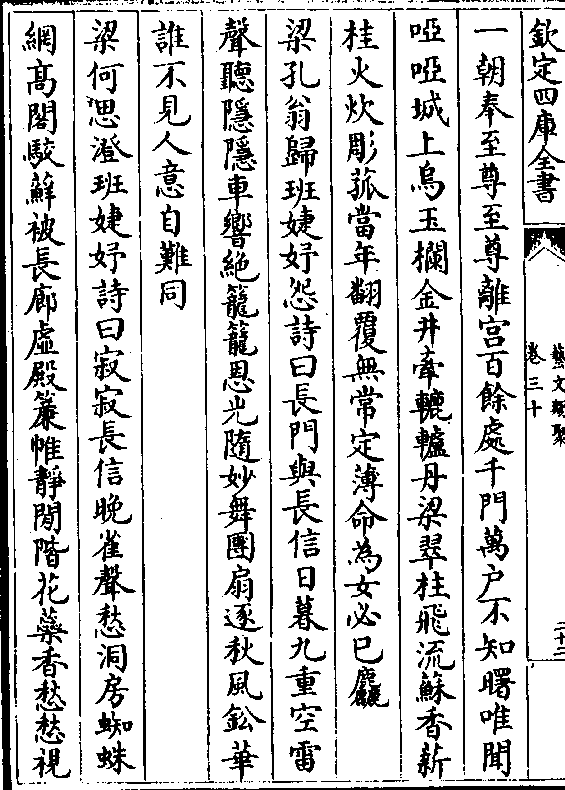 欽定四庫全書
藝文類聚
卷三十
二十二
一朝奉至尊至尊離宮百餘處千門萬户不知曙唯聞
啞啞城上烏玉欄金井牽轆轤丹梁翠柱飛流蘇香薪
桂火炊彫菰當年翻覆無常定薄命為女必已麤
梁孔翁歸班婕妤怨詩曰長門與長信日暮九重空雷
聲聽隱隱車響絶籠籠恩光隨妙舞團扇逐秋風鈆華
誰不見人意自難同
梁何思澄班婕妤詩曰寂寂長信晚雀聲愁洞房蜘蛛
網高閣駮蘚被長廊虛殿簾帷靜閒階花蘂香愁愁視